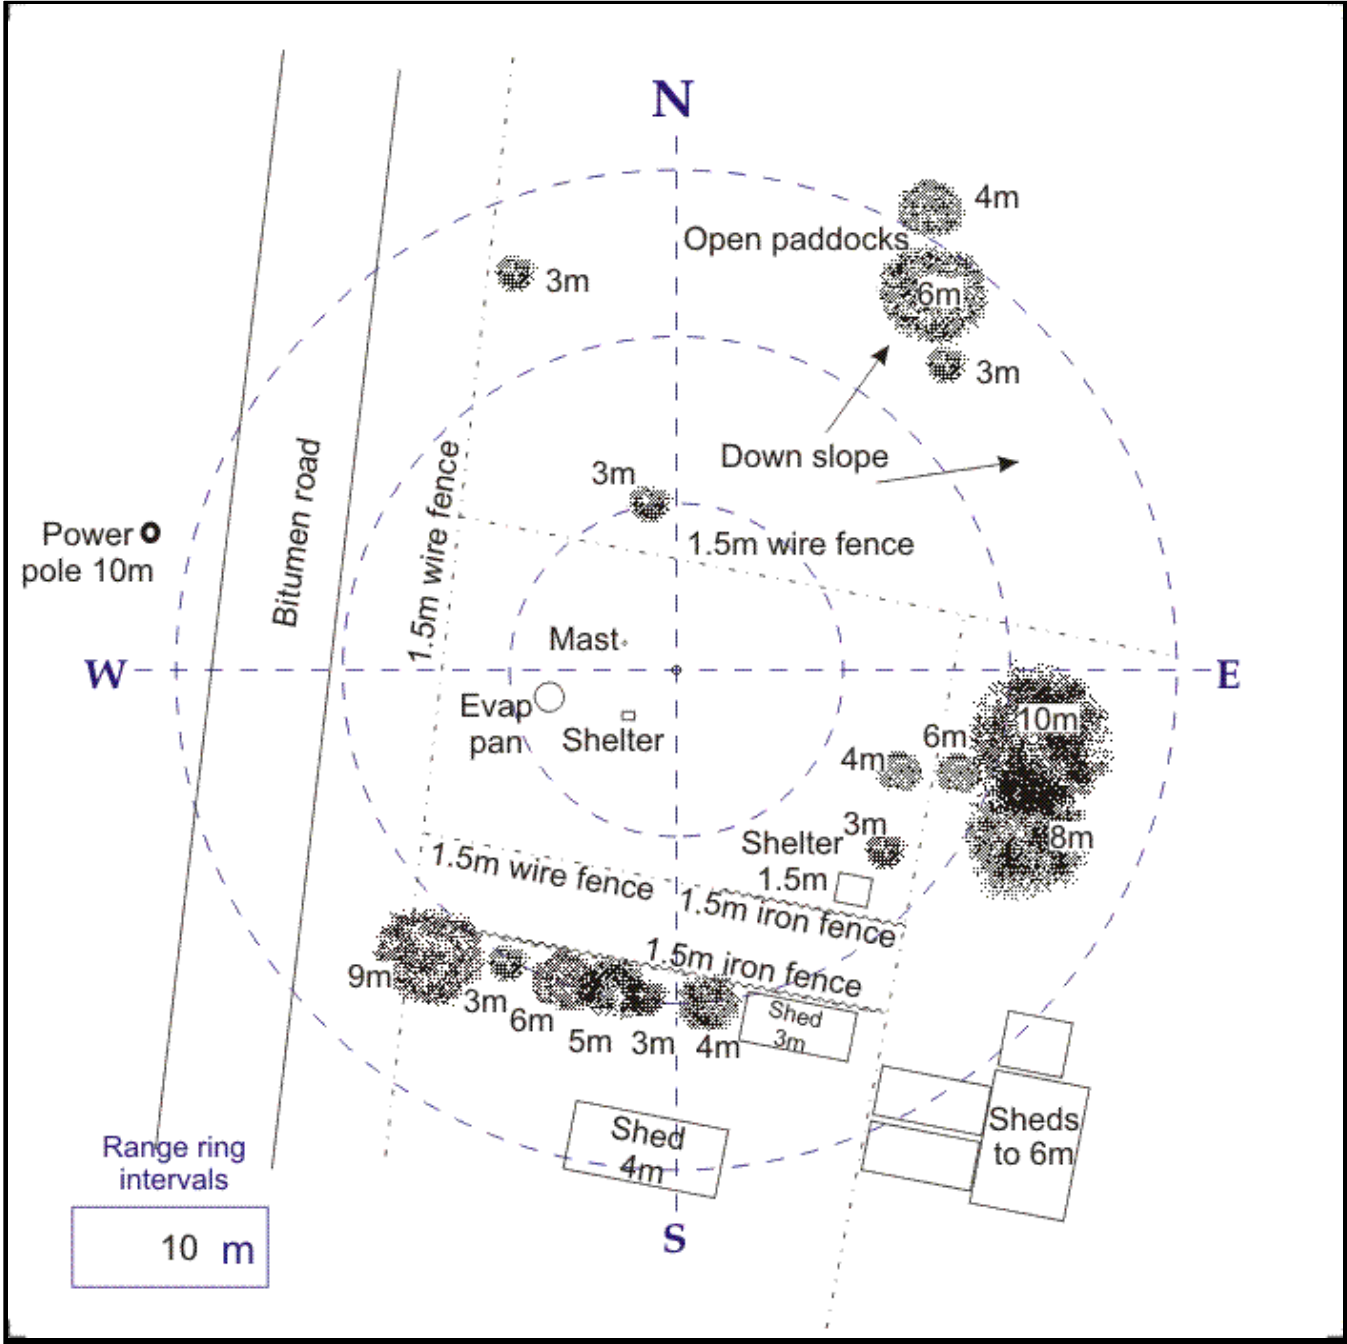 N
4m
Open paddocks
3m
6m
3m
Down slope
3m
1.5m wire fence
Bitumen road
1.5m wire fence
Power
pole 10m
Mast
W
E
Evap
pan
Shelter
10m
6m
4m
3m
8m
Shelter
1.5m
1.5m wire fence
1.5m iron fence
1.5m iron fence
9m
3m
6m
5m
3m
4m
Shed
3m
Shed
4m
Sheds
to 6m
Range ring
intervals
10 m
S